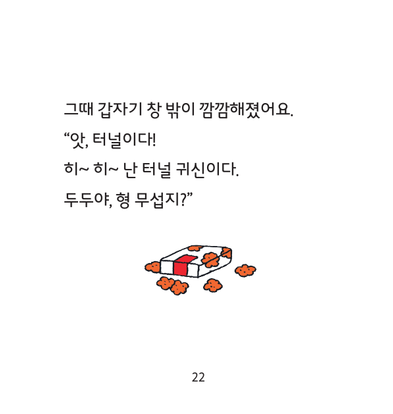 그때 갑자기 창 밖이 깜깜해졌어요.
“앗, 터널이다!
히~ 히~ 난 터널 귀신이다.
두두야, 형 무섭지?”
22